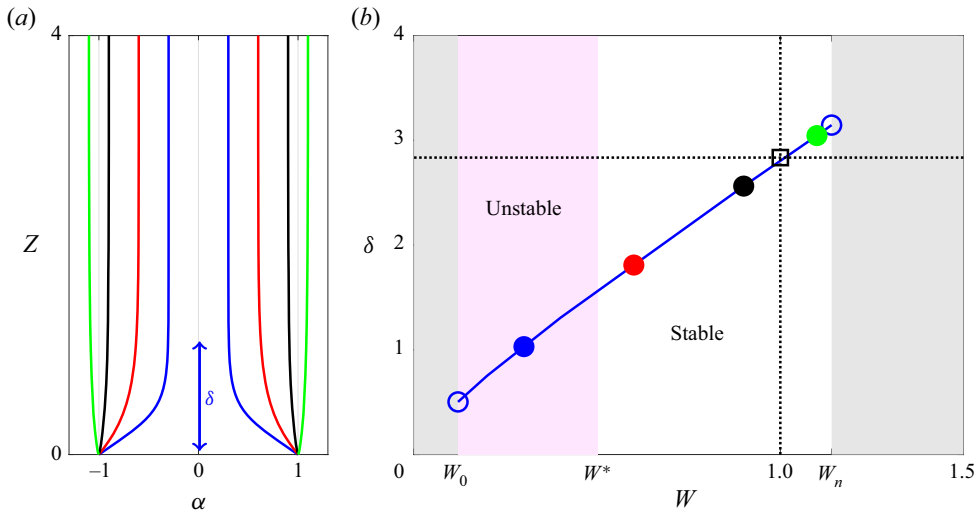 (a)
4
Z
δ
0
−1
0
1
α
(b)
4
3
Unstable
δ
2
Stable
1
0
W₀
W*
1.0
Wₙ
1.5
W